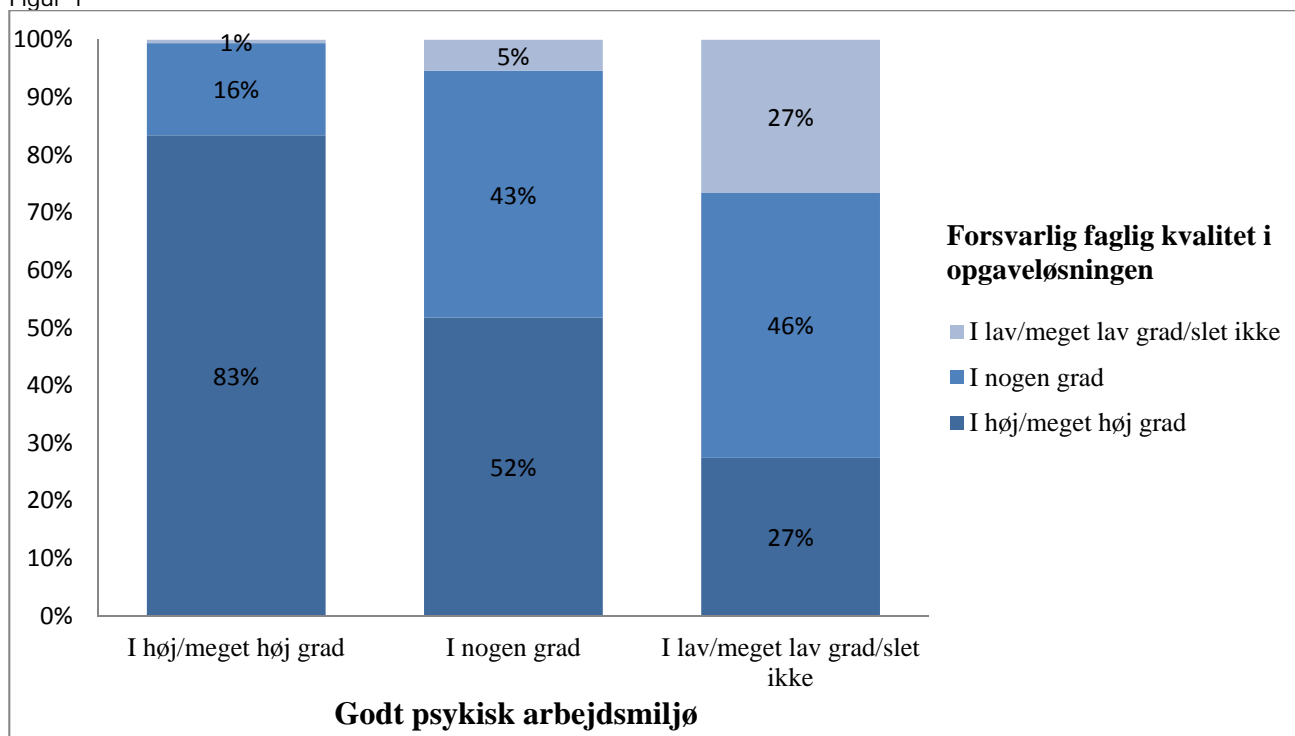 Figur 1
100%
90%
80%
70%
60%
50%
40%
30%
20%
10%
0%
1%
16%
83%
5%
43%
52%
27%
46%
27%
I høj/meget høj grad
I nogen grad
I lav/meget lav grad/slet
ikke
Godt psykisk arbejdsmiljø
Forsvarlig faglig kvalitet i
opgaveløsningen
I lav/meget lav grad/slet ikke
I nogen grad
I høj/meget høj grad